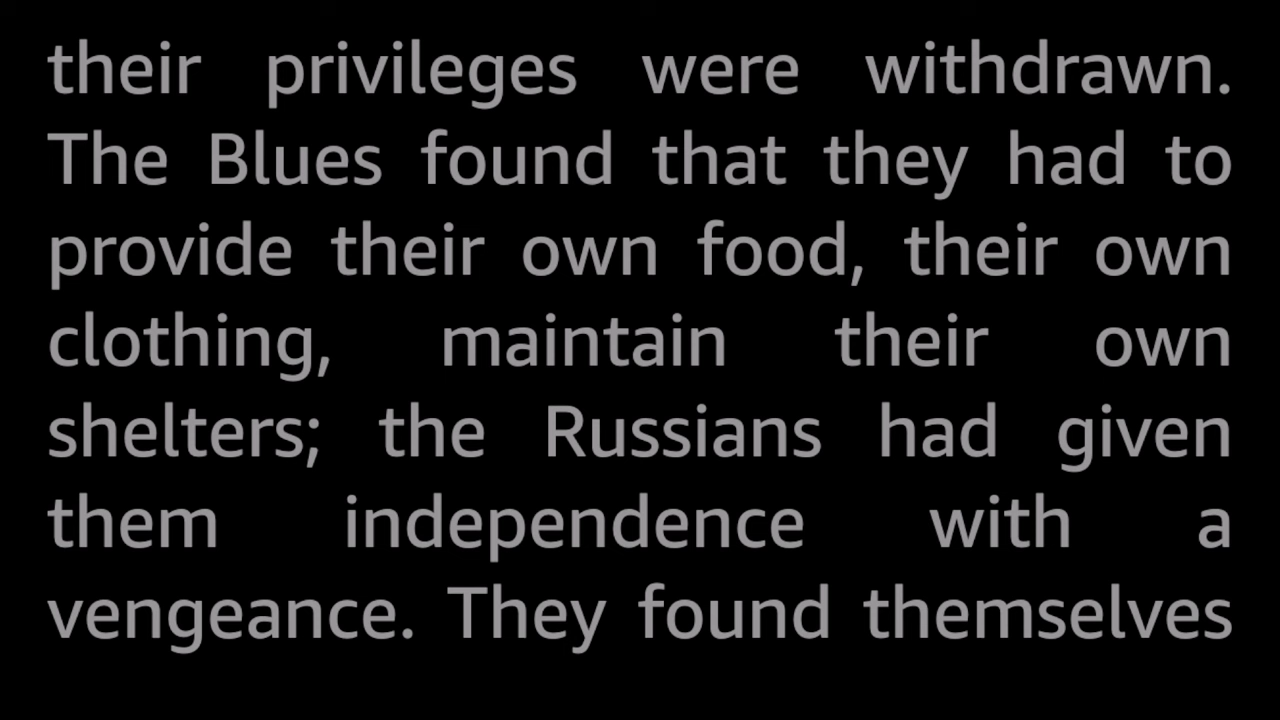 their privileges were withdrawn.
The Blues found that they had to
provide their own food, their own
clothing, maintain their own
shelters; the Russians had given
them independence with a
vengeance. They found themselves